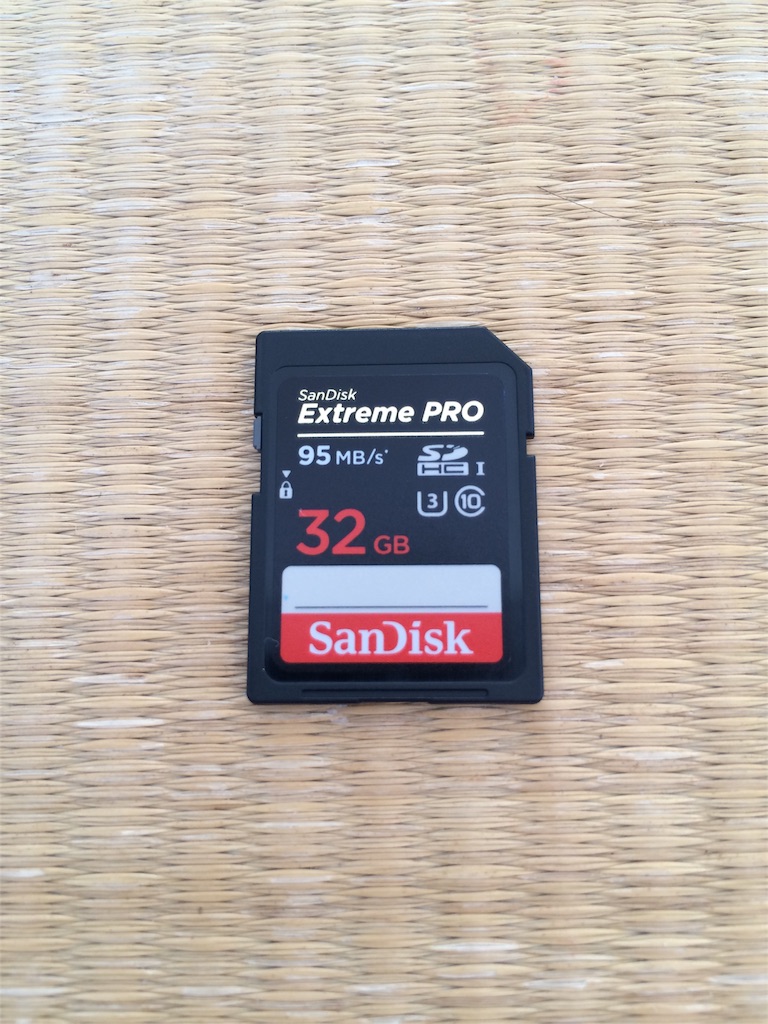 SanDisk
Extreme PRO
95 MB/s*
SD
HC I
U3 10
32 GB
SanDisk